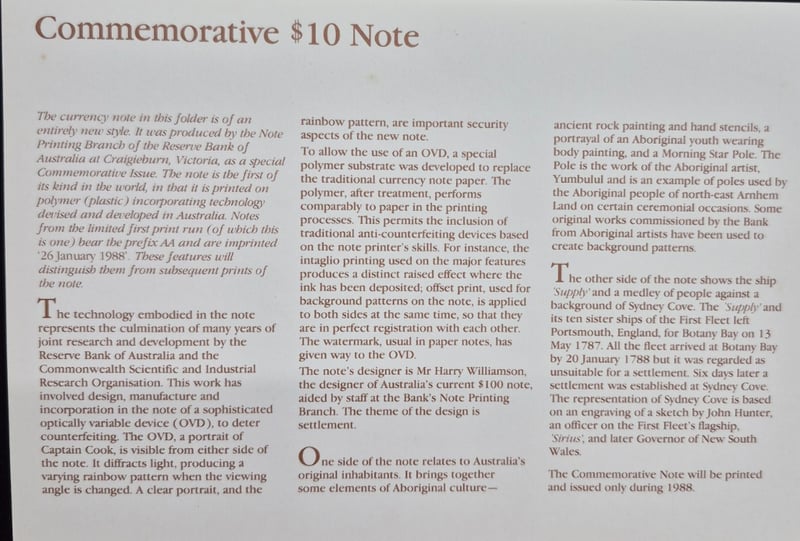 Commemorative $10 Note
The currency note in this folder is of an
entirely new style. It was produced by the Note
Printing Branch of the Reserve Bank of
Australia at Craigieburn, Victoria, as a special
Commemorative Issue. The note is the first of
its kind in the world, in that it is printed on
polymer (plastic) incorporating technology
devised and developed in Australia. Notes
from the limited first print run (of which this
is one) bear the prefix AA and are imprinted
'26 January 1988'. These features will
distinguish them from subsequent prints of
the note.
The technology embodied in the note
represents the culmination of many years of
joint research and development by the
Reserve Bank of Australia and the
Commonwealth Scientific and Industrial
Research Organisation. This work has
involved design, manufacture and
incorporation in the note of a sophisticated
optically variable device (OVD), to deter
counterfeiting. The OVD, a portrait of
Captain Cook, is visible from either side of
the note. It diffracts light, producing a
varying rainbow pattern when the viewing
angle is changed. A clear portrait, and the
rainbow pattern, are important security
aspects of the new note.
To allow the use of an OVD, a special
polymer substrate was developed to replace
the traditional currency note paper. The
polymer, after treatment, performs
comparably to paper in the printing
processes. This permits the inclusion of
traditional anti-counterfeiting devices based
on the note printer's skills. For instance, the
intaglio printing used on the major features
produces a distinct raised effect where the
ink has been deposited; offset print, used for
background patterns on the note, is applied
to both sides at the same time, so that they
are in perfect registration with each other.
The watermark, usual in paper notes, has
given way to the OVD.
The note's designer is Mr Harry Williamson,
the designer of Australia's current $100 note,
aided by staff at the Bank's Note Printing
Branch. The theme of the design is
settlement.
One side of the note relates to Australia's
original inhabitants. It brings together
some elements of Aboriginal culture—
ancient rock painting and hand stencils, a
portrayal of an Aboriginal youth wearing
body painting, and a Morning Star Pole. The
Pole is the work of the Aboriginal artist,
Yumbulul and is an example of poles used by
the Aboriginal people of north-east Arnhem
Land on certain ceremonial occasions. Some
original works commissioned by the Bank
from Aboriginal artists have been used to
create background patterns.
The other side of the note shows the ship
'Supply' and a medley of people against a
background of Sydney Cove. The 'Supply' and
its ten sister ships of the First Fleet left
Portsmouth, England, for Botany Bay on 13
May 1787. All the fleet arrived at Botany Bay
by 20 January 1788 but it was regarded as
unsuitable for a settlement. Six days later a
settlement was established at Sydney Cove.
The representation of Sydney Cove is based
on an engraving of a sketch by John Hunter,
an officer on the First Fleet's flagship,
'Sirius', and later Governor of New South
Wales.
The Commemorative Note will be printed
and issued only during 1988.